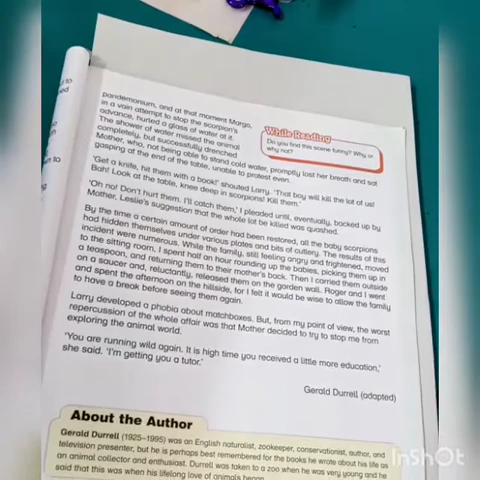 pandemonium, and at that moment Margo,
in a vain attempt to stop the scorpion's
advance, hurled a glass of water at it.
The shower of water missed the animal
completely, but successfully drenched
Mother, who, not being able to stand cold water, promptly lost her breath and sat
gasping at the end of the table, unable to protest even.
While Reading
Do you find this scene funny? Why or
why not?
'Get a knife, hit them with a book!' shouted Larry. 'That boy will kill the lot of us!
Bah! Look at the table, knee deep in scorpions! Kill them.'
'Oh no! Don't hurt them. I'll catch them,' I pleaded until, eventually, backed up by
Mother, Leslie's suggestion that the whole lot be killed was quashed.
By the time a certain amount of order had been restored, all the baby scorpions
had hidden themselves under various plates and bits of cutlery. The results of this
incident were numerous. While the family, still feeling angry and frightened, moved
to the sitting room, I spent half an hour rounding up the babies, picking them up in
a teaspoon, and returning them to their mother's back. Then I carried them outside
on a saucer and, reluctantly, released them on the garden wall. Roger and I went
and spent the afternoon on the hillside, for I felt it would be wise to allow the family
to have a break before seeing them again.
Larry developed a phobia about matchboxes. But, from my point of view, the worst
repercussion of the whole affair was that Mother decided to try to stop me from
exploring the animal world.
'You are running wild again. It is high time you received a little more education,'
she said. 'I'm getting you a tutor.'
Gerald Durrell (adapted)
About the Author
Gerald Durrell (1925–1995) was an English naturalist, zookeeper, conservationist, author, and
television presenter, but he is perhaps best remembered for the books he wrote about his life as
an animal collector and enthusiast. Durrell was taken to a zoo when he was very young and he
said that this was when his lifelong love of animals began.
InShOt